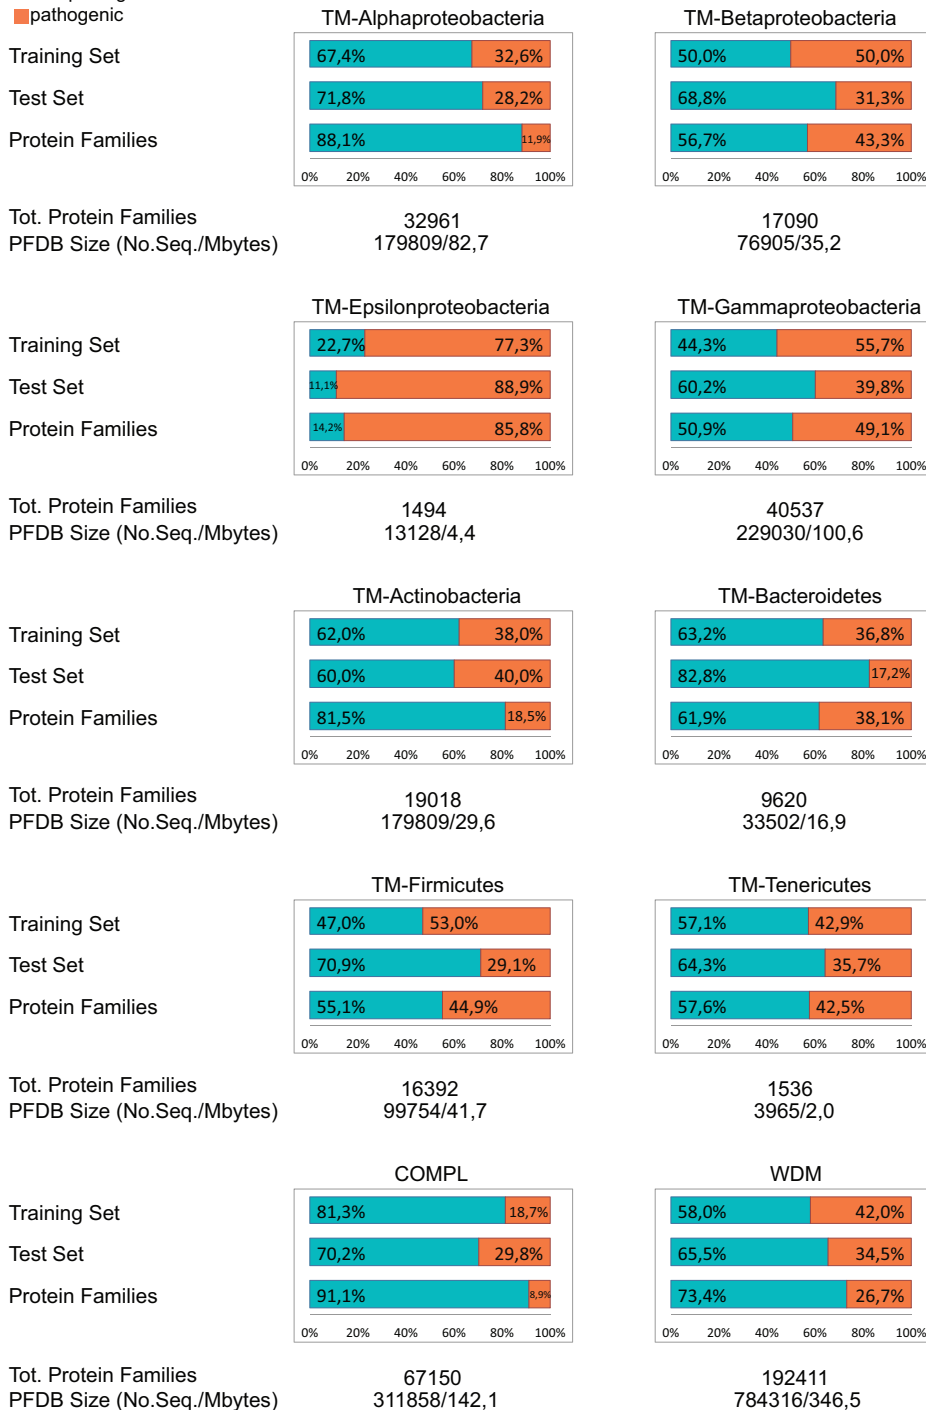 pathogenic
TM-Alphaproteobacteria TM-Betaproteobacteria
Training Set 67,4% 32,6% 50,0% 50,0%
Test Set 71,8% 28,2% 68,8% 31,3%
Protein Families 88,1% 11,9% 56,7% 43,3%
0% 20% 40% 60% 80% 100% 0% 20% 40% 60% 80% 100%
Tot. Protein Families 32961 17090
PFDB Size (No.Seq./Mbytes) 179809/82,7 76905/35,2
TM-Epsilonproteobacteria TM-Gammaproteobacteria
Training Set 22,7% 77,3% 44,3% 55,7%
Test Set 11,1% 88,9% 60,2% 39,8%
Protein Families 14,2% 85,8% 50,9% 49,1%
0% 20% 40% 60% 80% 100% 0% 20% 40% 60% 80% 100%
Tot. Protein Families 1494 40537
PFDB Size (No.Seq./Mbytes) 13128/4,4 229030/100,6
TM-Actinobacteria TM-Bacteroidetes
Training Set 62,0% 38,0% 63,2% 36,8%
Test Set 60,0% 40,0% 82,8% 17,2%
Protein Families 81,5% 18,5% 61,9% 38,1%
0% 20% 40% 60% 80% 100% 0% 20% 40% 60% 80% 100%
Tot. Protein Families 19018 9620
PFDB Size (No.Seq./Mbytes) 179809/29,6 33502/16,9
TM-Firmicutes TM-Tenericutes
Training Set 47,0% 53,0% 57,1% 42,9%
Test Set 70,9% 29,1% 64,3% 35,7%
Protein Families 55,1% 44,9% 57,6% 42,5%
0% 20% 40% 60% 80% 100% 0% 20% 40% 60% 80% 100%
Tot. Protein Families 16392 1536
PFDB Size (No.Seq./Mbytes) 99754/41,7 3965/2,0
COMPL WDM
Training Set 81,3% 18,7% 58,0% 42,0%
Test Set 70,2% 29,8% 65,5% 34,5%
Protein Families 91,1% 8,9% 73,4% 26,7%
0% 20% 40% 60% 80% 100% 0% 20% 40% 60% 80% 100%
Tot. Protein Families 67150 192411
PFDB Size (No.Seq./Mbytes) 311858/142,1 784316/346,5